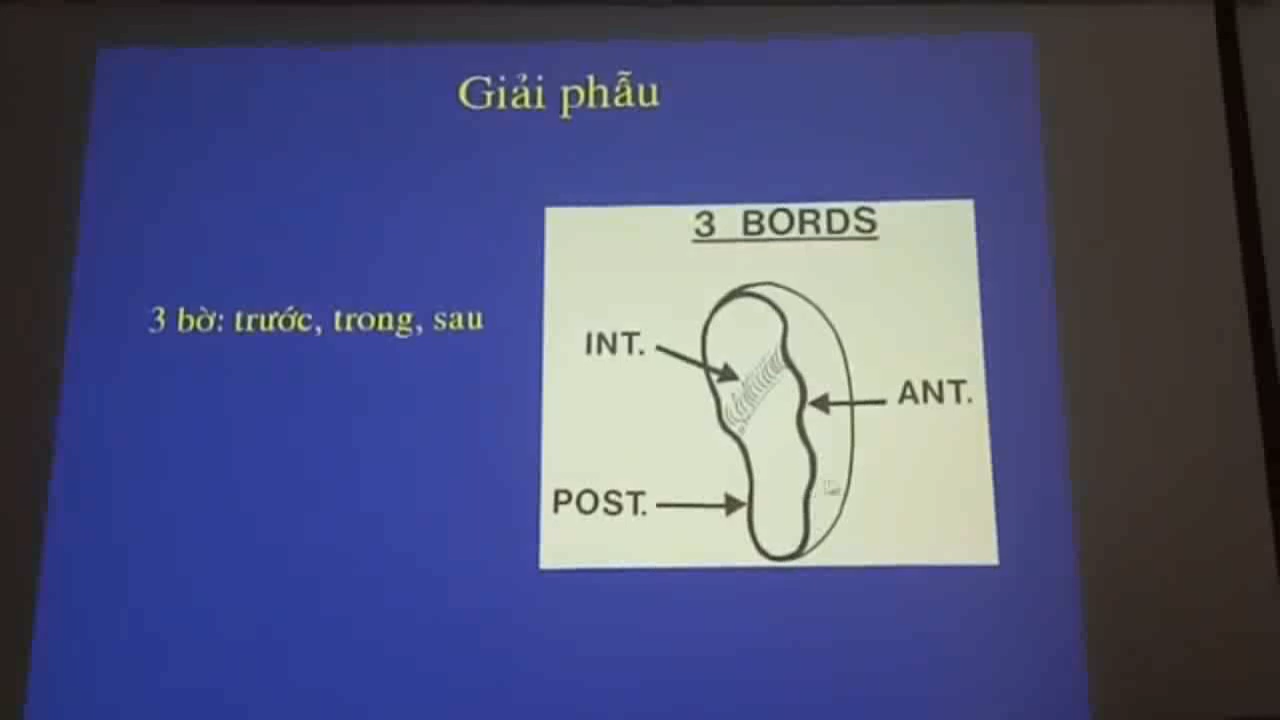 Giải phẫu
3 bờ: trước, trong, sau
3 BORDS
INT.
ANT.
POST.